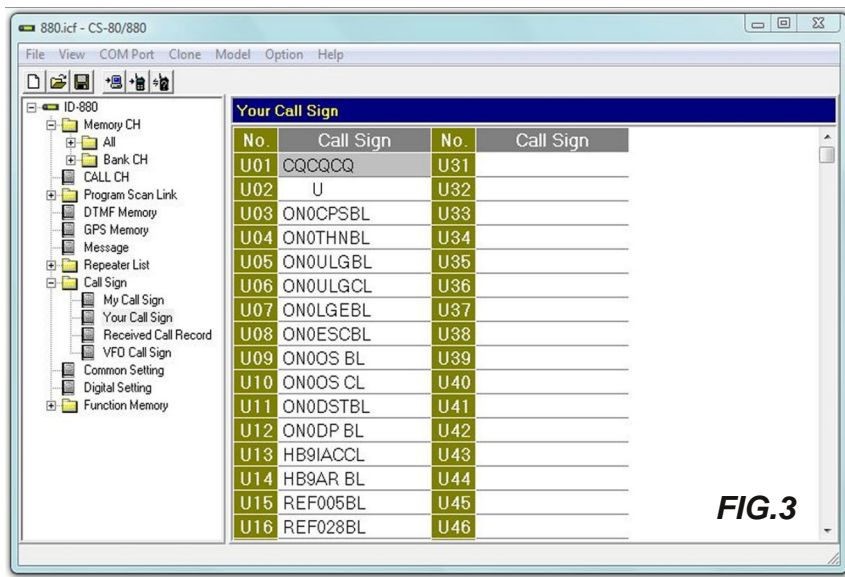 880.icf - CS-80/880
File View COM Port Clone Model Option Help
ID-880
Memory CH
All
Bank CH
CALL CH
Program Scan Link
DTMF Memory
GPS Memory
Message
Repeater List
Call Sign
My Call Sign
Your Call Sign
Received Call Record
VFO Call Sign
Common Setting
Digital Setting
Function Memory
Your Call Sign
No. Call Sign No. Call Sign
U01 CQCQCQ U31
U02 U U32
U03 ON0CPSBL U33
U04 ON0THNBL U34
U05 ON0ULGBL U35
U06 ON0ULGCL U36
U07 ON0LGEBL U37
U08 ON0ESCBL U38
U09 ON0OS BL U39
U10 ON0OS CL U40
U11 ON0DSTBL U41
U12 ON0DP BL U42
U13 HB9IACCL U43
U14 HB9AR BL U44
U15 REF005BL U45
U16 REF028BL U46
FIG.3